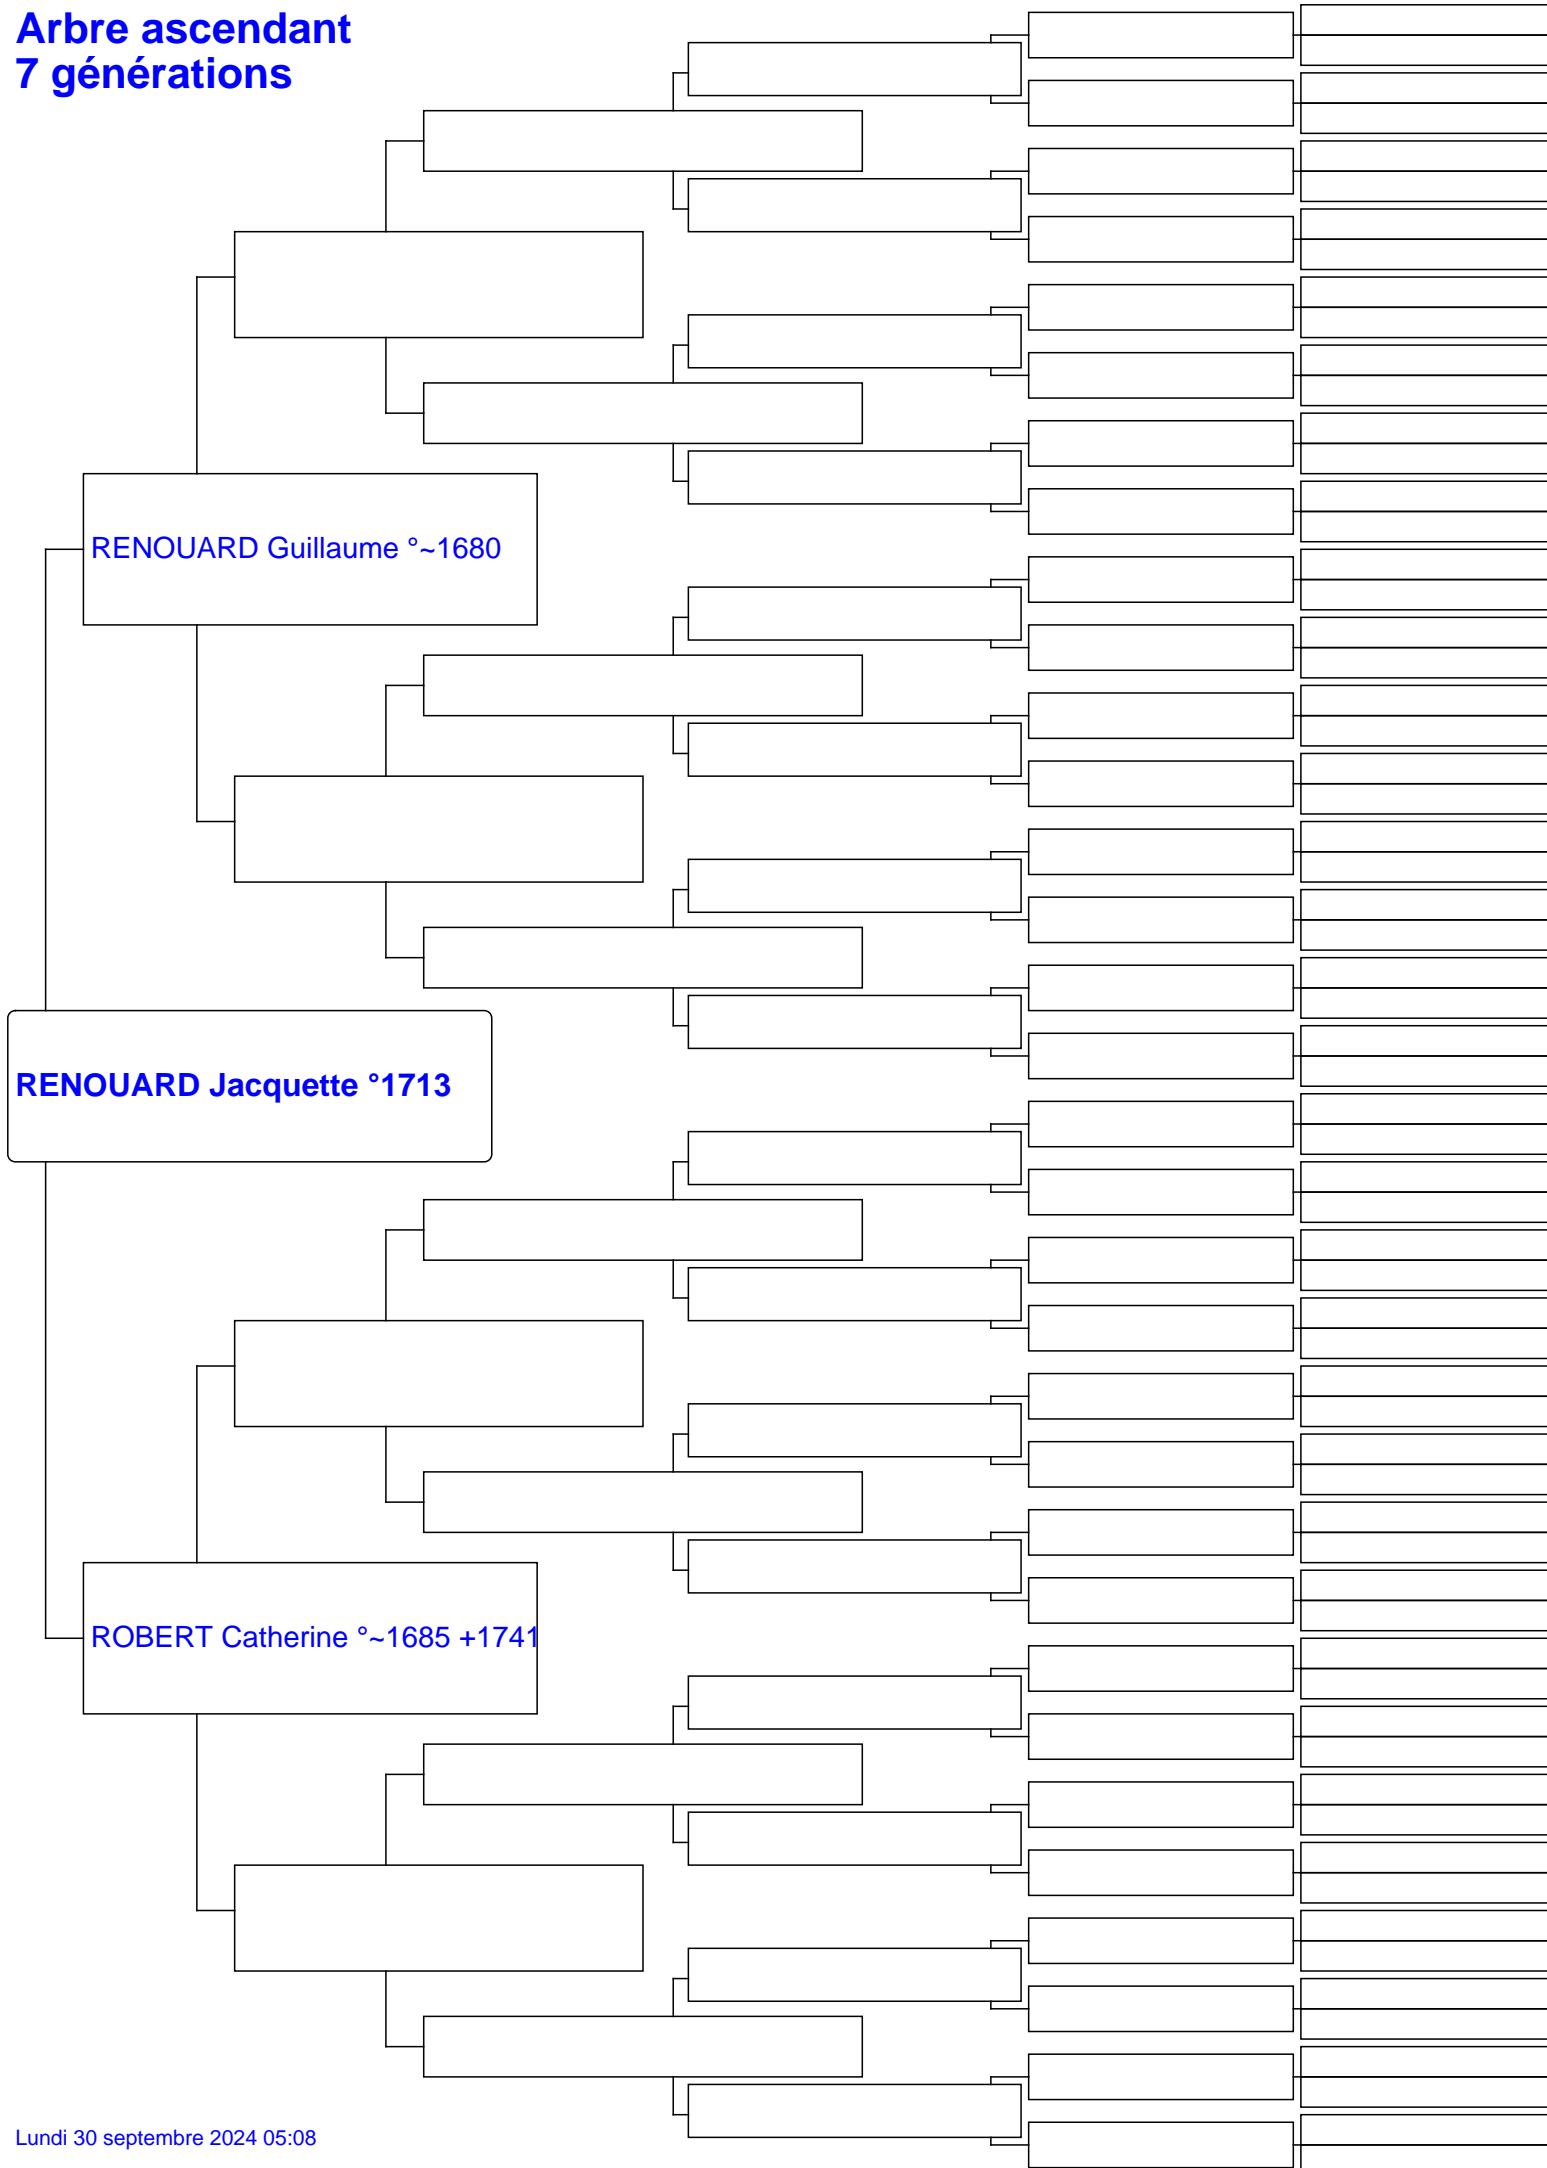 Arbre ascendant
7 générations
RENOUARD Guillaume °~1680
RENOUARD Jacquette °1713
ROBERT Catherine °~1685 +1741
Lundi 30 septembre 2024 05:08